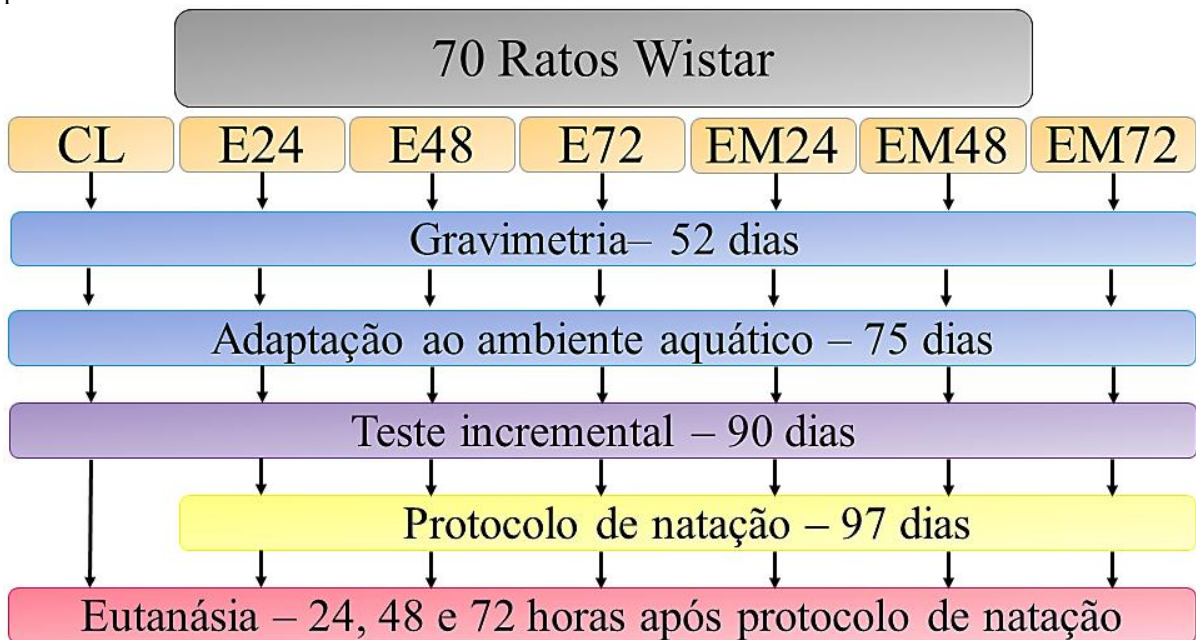 70 Ratos Wistar
CL E24 E48 E72 EM24 EM48 EM72
Gravimetria– 52 dias
Adaptação ao ambiente aquático – 75 dias
Teste incremental – 90 dias
Protocolo de natação – 97 dias
Eutanásia – 24, 48 e 72 horas após protocolo de natação